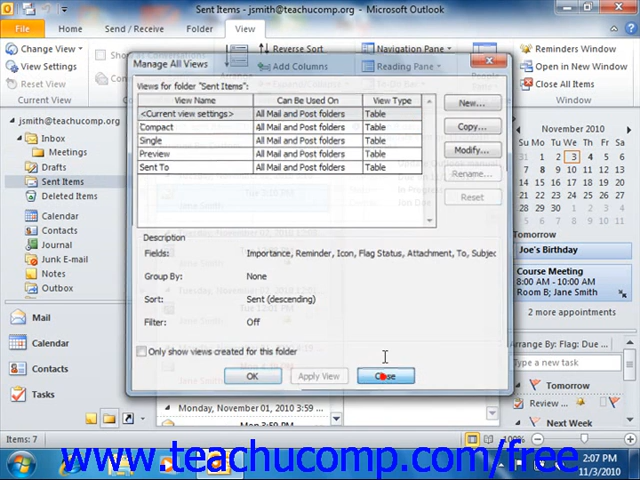 Sent Items - jsmith@teachucomp.org - Microsoft Outlook
File Home Send / Receive Folder View
Change View
View Settings
Reset View
Current View
Reverse Sort
Add Columns
Navigation Pane
Reading Pane
Reminders Window
Open in New Window
Close All Items
Manage All Views
Views for folder "Sent Items":
View Name Can Be Used On View Type
<Current view settings> All Mail and Post folders Table
Compact All Mail and Post folders Table
Single All Mail and Post folders Table
Preview All Mail and Post folders Table
Sent To All Mail and Post folders Table
New...
Copy...
Modify...
Rename...
Reset
Description
Fields: Importance, Reminder, Icon, Flag Status, Attachment, To, Subjec
Group By: None
Sort: Sent (descending)
Filter: Off
Only show views created for this folder
OK Apply View Close
jsmith@teachucomp.org
Inbox
Meetings
Drafts
Sent Items
Deleted Items
Calendar
Contacts
Journal
Junk E-mail
Notes
Outbox
Mail
Calendar
Contacts
Tasks
Monday, November 01, 2010 3:59
November 2010
Su Mo Tu We Th Fr Sa
31 1 2 3 4 5 6
7 8 9 10 11 12 13
14 15 16 17 18 19 20
21 22 23 24 25 26 27
28 29 30
Tomorrow
Joe's Birthday
Course Meeting
8:00 AM - 10:00 AM
Room B; Jane Smith
2 more appointments
Arrange By: Flag: Due
Type a new task
Tomorrow
Review
Next Week
Items: 7
100%
www.teachucomp.com/free
2:07 PM
11/3/2010